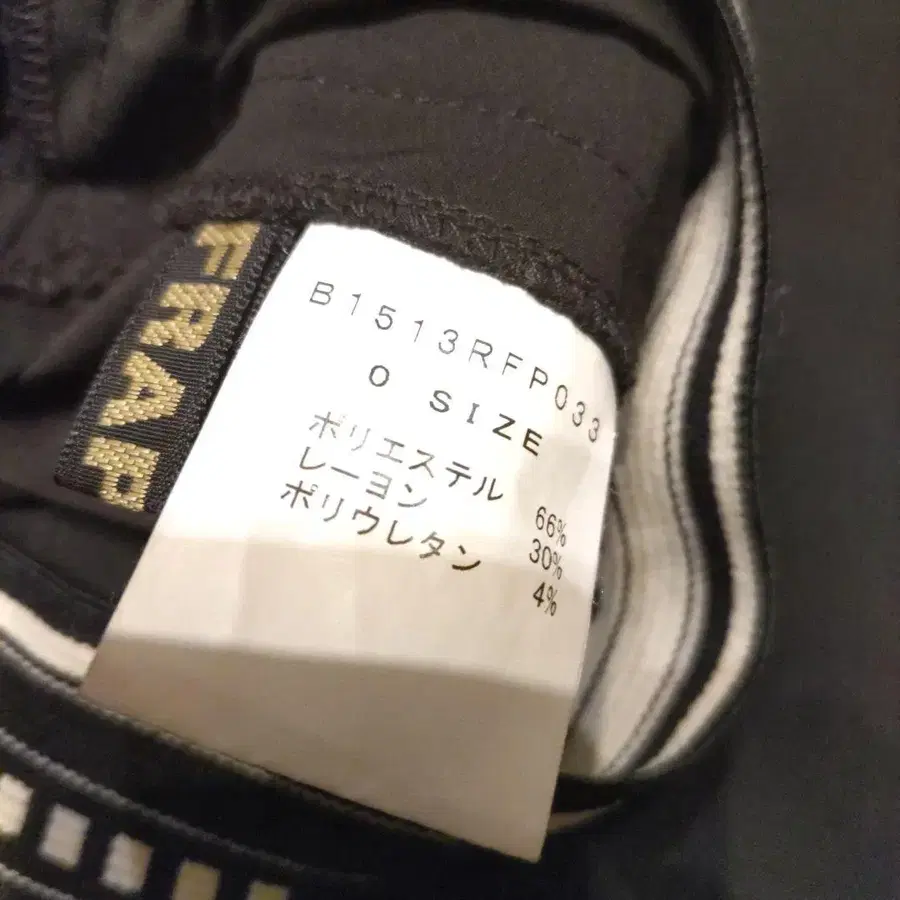 FRAP
B1513RFP033
0 SIZE
ポリエステル 66%
レーヨン 30%
ポリウレタン 4%